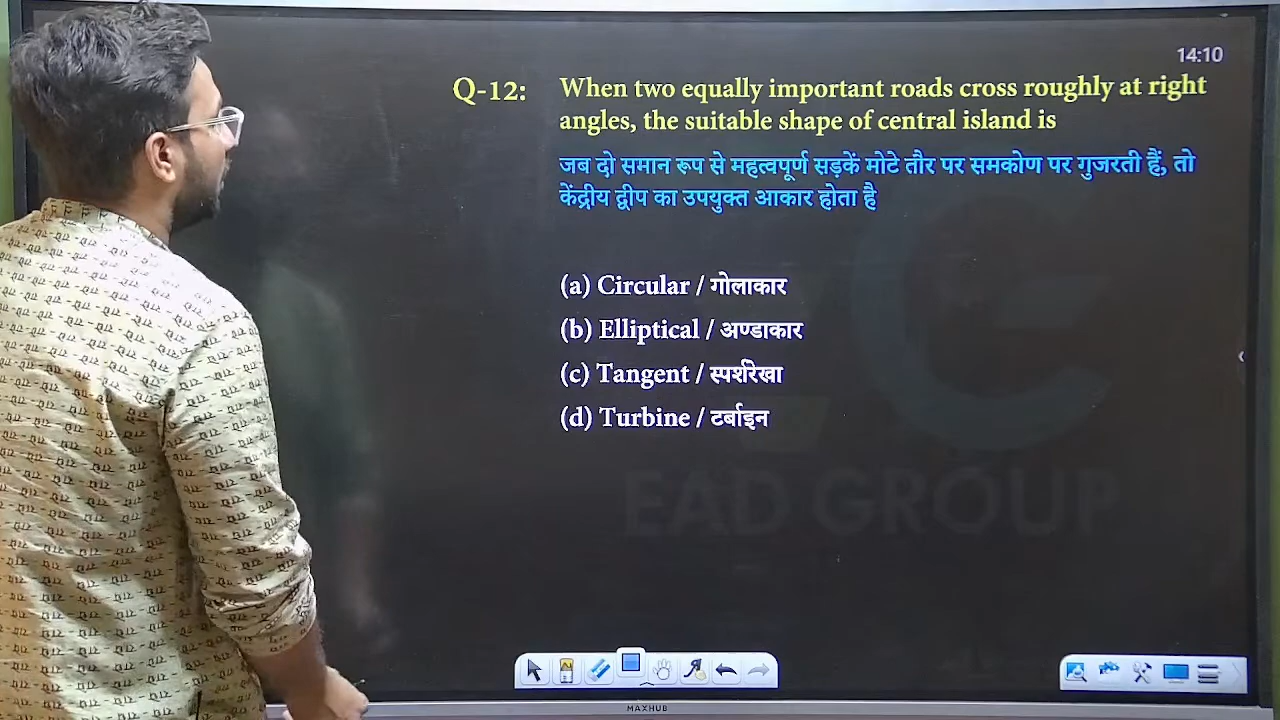 14:10
Q-12: When two equally important roads cross roughly at right
angles, the suitable shape of central island is
जब दो समान रूप से महत्वपूर्ण सड़कें मोटे तौर पर समकोण पर गुजरती हैं, तो
केंद्रीय द्वीप का उपयुक्त आकार होता है
(a) Circular / गोलाकार
(b) Elliptical / अण्डाकार
(c) Tangent / स्पर्शरेखा
(d) Turbine / टर्बाइन
EAD GROUP
MAXHUB